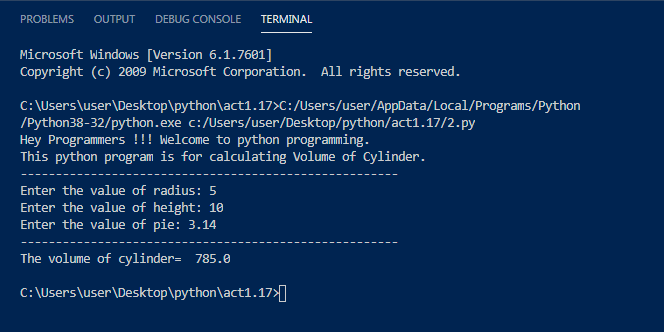 PROBLEMS OUTPUT DEBUG CONSOLE TERMINAL
Microsoft Windows [Version 6.1.7601]
Copyright (c) 2009 Microsoft Corporation.  All rights reserved.
C:\Users\user\Desktop\python\act1.17>C:/Users/user/AppData/Local/Programs/Python
/Python38-32/python.exe c:/Users/user/Desktop/python/act1.17/2.py
Hey Programmers !!! Welcome to python programming.
This python program is for calculating Volume of Cylinder.
------------------------------------------------------
Enter the value of radius: 5
Enter the value of height: 10
Enter the value of pie: 3.14
------------------------------------------------------
The volume of cylinder=  785.0
C:\Users\user\Desktop\python\act1.17>